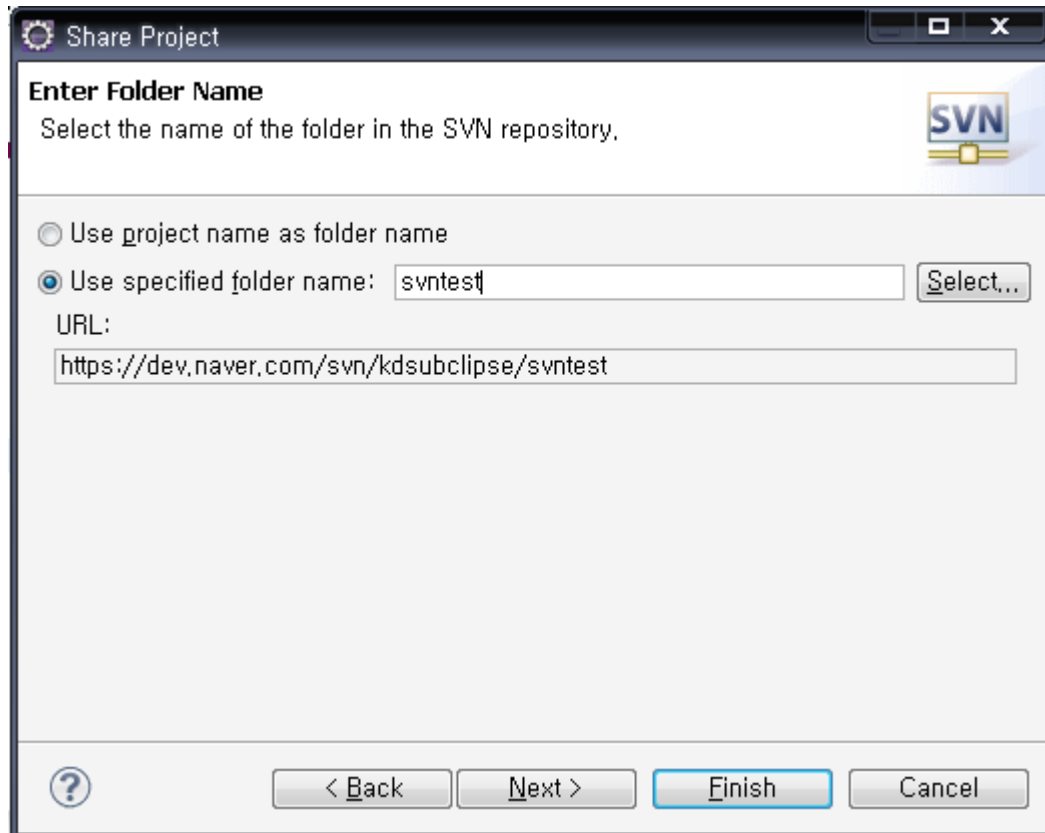 Share Project
Enter Folder Name
Select the name of the folder in the SVN repository.
SVN
Use project name as folder name
Use specified folder name: svntest Select...
URL:
https://dev.naver.com/svn/kdsubclipse/svntest
? < Back Next > Finish Cancel